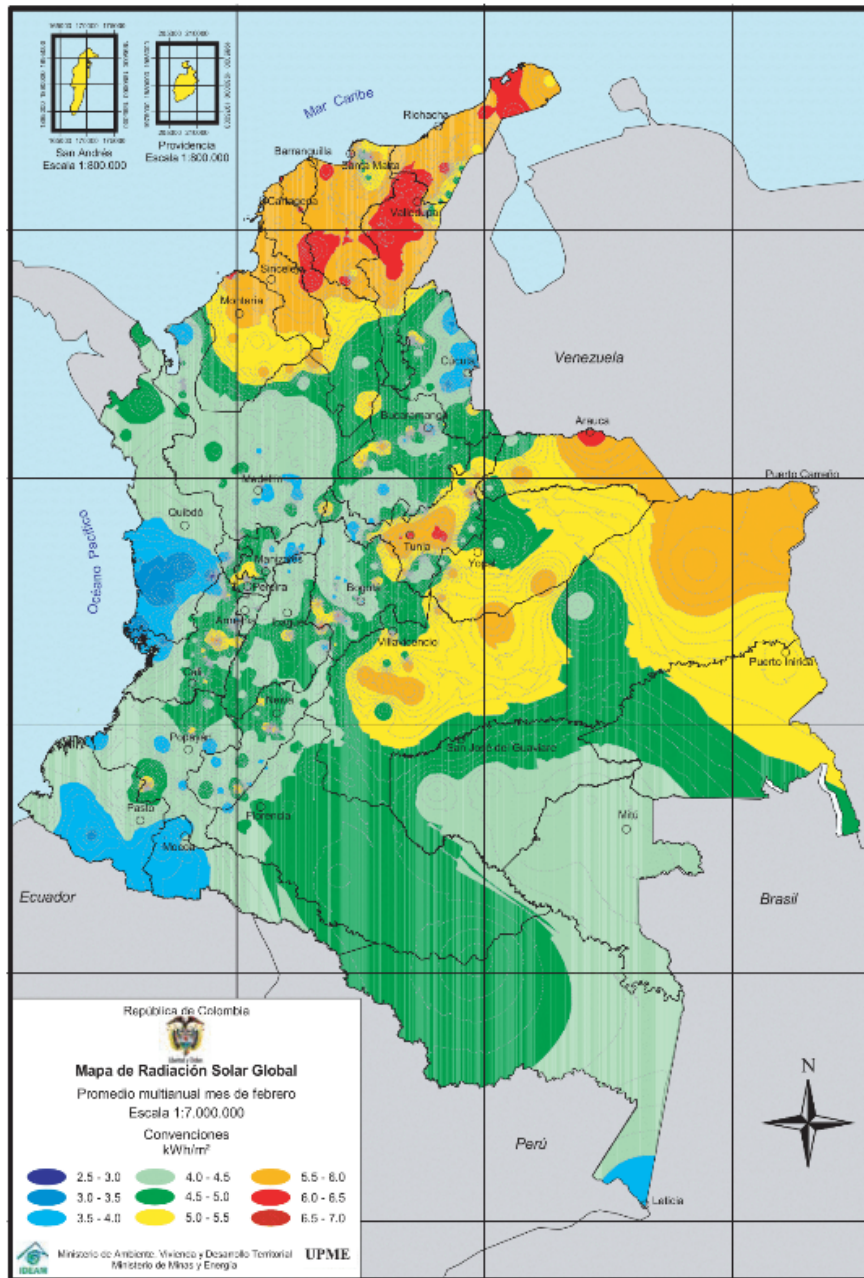 San Andrés
Escala 1:800.000
Providencia
Escala 1:800.000
Mar Caribe
Riohacha
Barranquilla
Santa Marta
Cartagena
Valledupar
Sincelejo
Montería
Venezuela
Cúcuta
Bucaramanga
Arauca
Puerto Carreño
Medellín
Quibdó
Océano Pacífico
Tunja
Yopal
Manizales
Pereira
Bogotá
Armenia
Ibagué
Villavicencio
Puerto Inírida
Cali
Neiva
Popayán
San José del Guaviare
Pasto
Florencia
Mitú
Mocoa
Ecuador
Brasil
República de Colombia
Mapa de Radiación Solar Global
Promedio multianual mes de febrero
Escala 1:7.000.000
Convenciones
kWh/m²
2.5 - 3.0
4.0 - 4.5
5.5 - 6.0
3.0 - 3.5
4.5 - 5.0
6.0 - 6.5
3.5 - 4.0
5.0 - 5.5
6.5 - 7.0
N
Perú
Leticia
IDEAM
Ministerio de Ambiente, Vivienda y Desarrollo Territorial
Ministerio de Minas y Energía
UPME